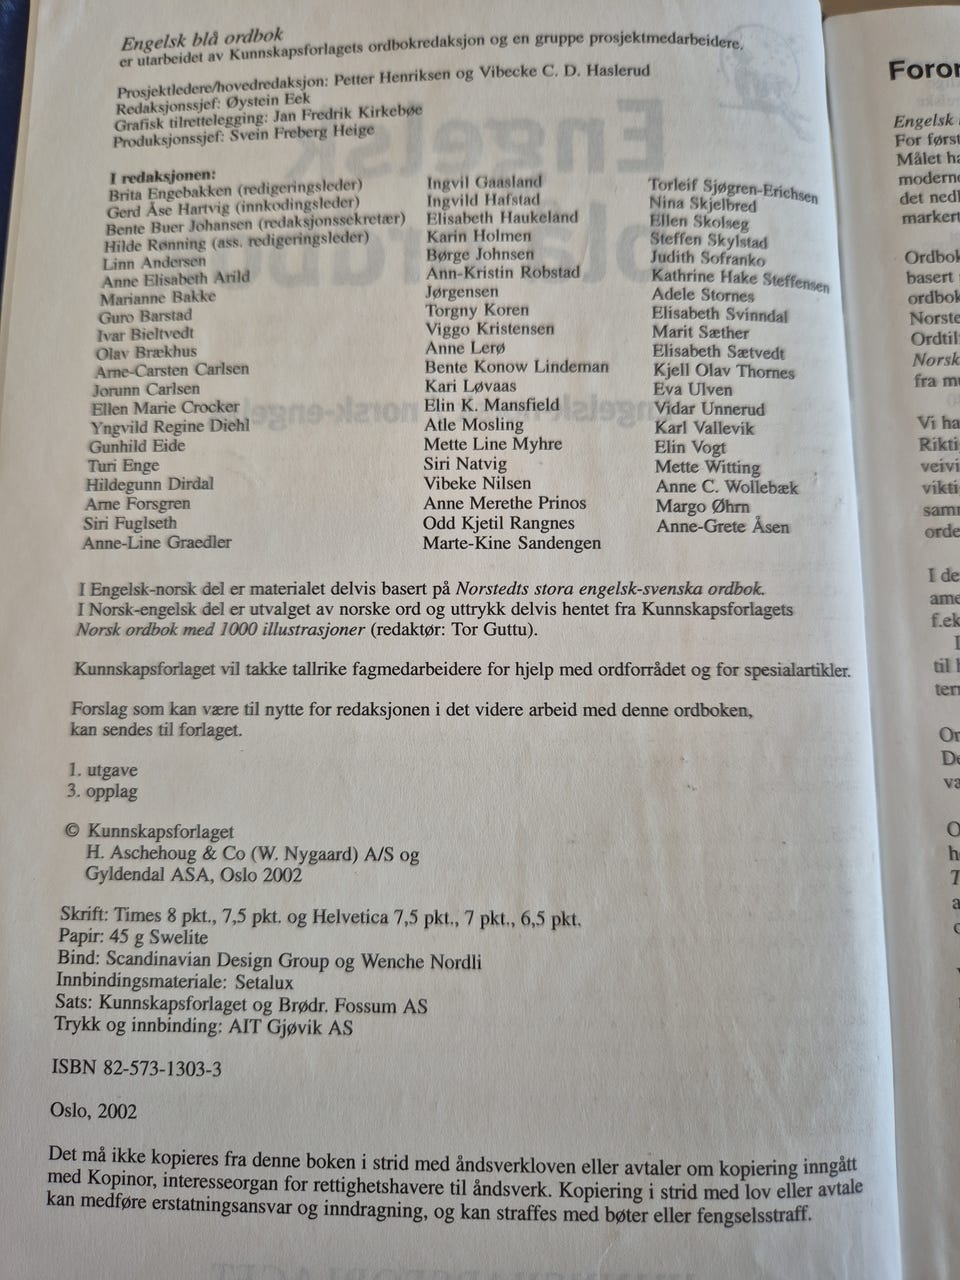 Engelsk blå ordbok
er utarbeidet av Kunnskapsforlagets ordbokredaksjon og en gruppe prosjektmedarbeidere.
Prosjektledere/hovedredaksjon: Petter Henriksen og Vibecke C. D. Haslerud
Redaksjonssjef: Øystein Eek
Grafisk tilrettelegging: Jan Fredrik Kirkebøe
Produksjonssjef: Svein Freberg Heige
I redaksjonen:
Brita Engebakken (redigeringsleder)
Gerd Åse Hartvig (innkodingsleder)
Bente Buer Johansen (redaksjonssekretær)
Hilde Rønning (ass. redigeringsleder)
Linn Andersen
Anne Elisabeth Arild
Marianne Bakke
Guro Barstad
Ivar Bieltvedt
Olav Brækhus
Arne-Carsten Carlsen
Jorunn Carlsen
Ellen Marie Crocker
Yngvild Regine Diehl
Gunhild Eide
Turi Enge
Hildegunn Dirdal
Arne Forsgren
Siri Fuglseth
Anne-Line Graedler
Ingvil Gaasland
Ingvild Hafstad
Elisabeth Haukeland
Karin Holmen
Børge Johnsen
Ann-Kristin Robstad
Jørgensen
Torgny Koren
Viggo Kristensen
Anne Lerø
Bente Konow Lindeman
Kari Løvaas
Elin K. Mansfield
Atle Mosling
Mette Line Myhre
Siri Natvig
Vibeke Nilsen
Anne Merethe Prinos
Odd Kjetil Rangnes
Marte-Kine Sandengen
Torleif Sjøgren-Erichsen
Nina Skjelbred
Ellen Skolseg
Steffen Skylstad
Judith Sofranko
Kathrine Hake Steffensen
Adele Stornes
Elisabeth Svinndal
Marit Sæther
Elisabeth Sætvedt
Kjell Olav Thornes
Eva Ulven
Vidar Unnerud
Karl Vallevik
Elin Vogt
Mette Witting
Anne C. Wollebæk
Margo Øhrn
Anne-Grete Åsen
I Engelsk-norsk del er materialet delvis basert på Norstedts stora engelsk-svenska ordbok.
I Norsk-engelsk del er utvalget av norske ord og uttrykk delvis hentet fra Kunnskapsforlagets
Norsk ordbok med 1000 illustrasjoner (redaktør: Tor Guttu).
Kunnskapsforlaget vil takke tallrike fagmedarbeidere for hjelp med ordforrådet og for spesialartikler.
Forslag som kan være til nytte for redaksjonen i det videre arbeid med denne ordboken,
kan sendes til forlaget.
1. utgave
3. opplag
© Kunnskapsforlaget
H. Aschehoug & Co (W. Nygaard) A/S og
Gyldendal ASA, Oslo 2002
Skrift: Times 8 pkt., 7,5 pkt. og Helvetica 7,5 pkt., 7 pkt., 6,5 pkt.
Papir: 45 g Swelite
Bind: Scandinavian Design Group og Wenche Nordli
Innbindingsmateriale: Setalux
Sats: Kunnskapsforlaget og Brødr. Fossum AS
Trykk og innbinding: AIT Gjøvik AS
ISBN 82-573-1303-3
Oslo, 2002
Det må ikke kopieres fra denne boken i strid med åndsverkloven eller avtaler om kopiering inngått
med Kopinor, interesseorgan for rettighetshavere til åndsverk. Kopiering i strid med lov eller avtale
kan medføre erstatningsansvar og inndragning, og kan straffes med bøter eller fengselsstraff.
Engelsk
For først
Målet
det
Norsk
fra
Vi
I de
f.ek
til